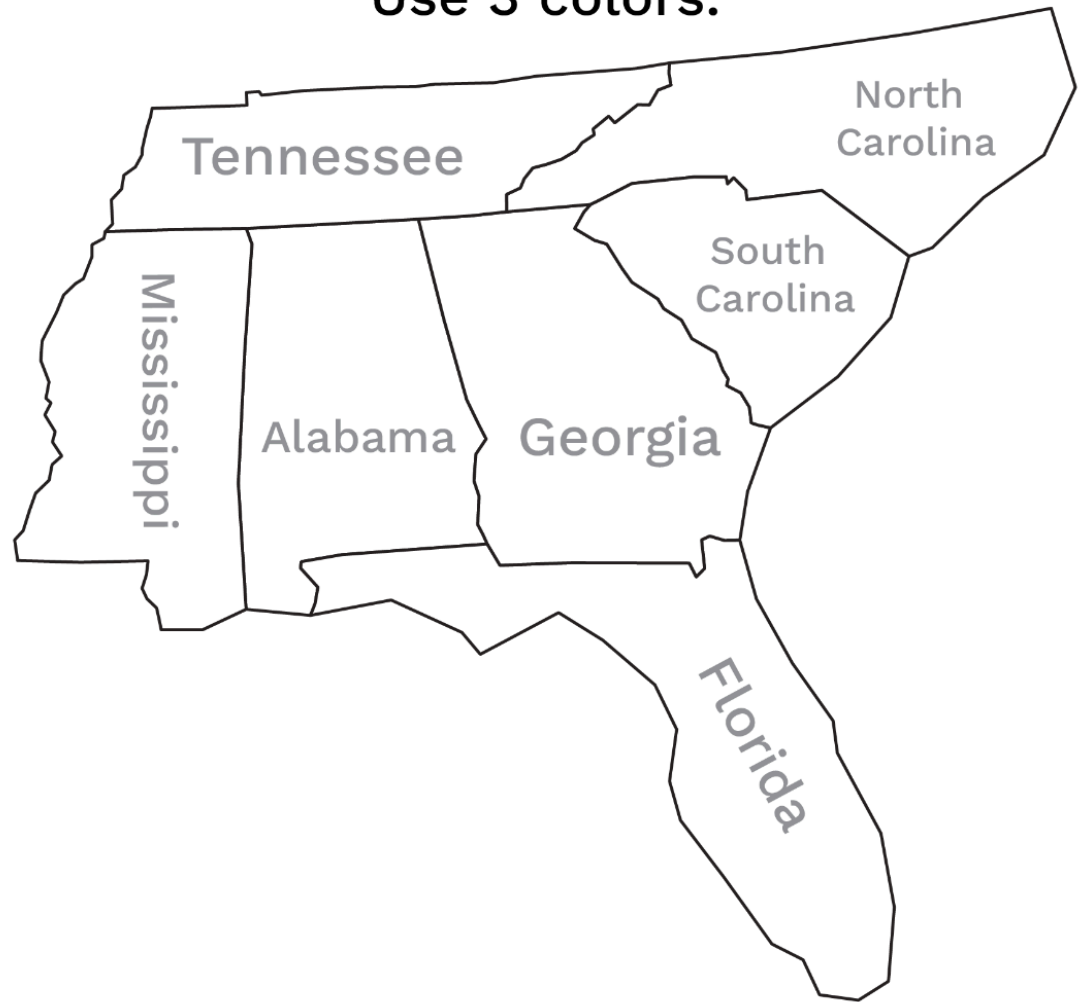 Use 3 colors.
North
Carolina
Tennessee
South
Carolina
Mississippi
Alabama
Georgia
Florida